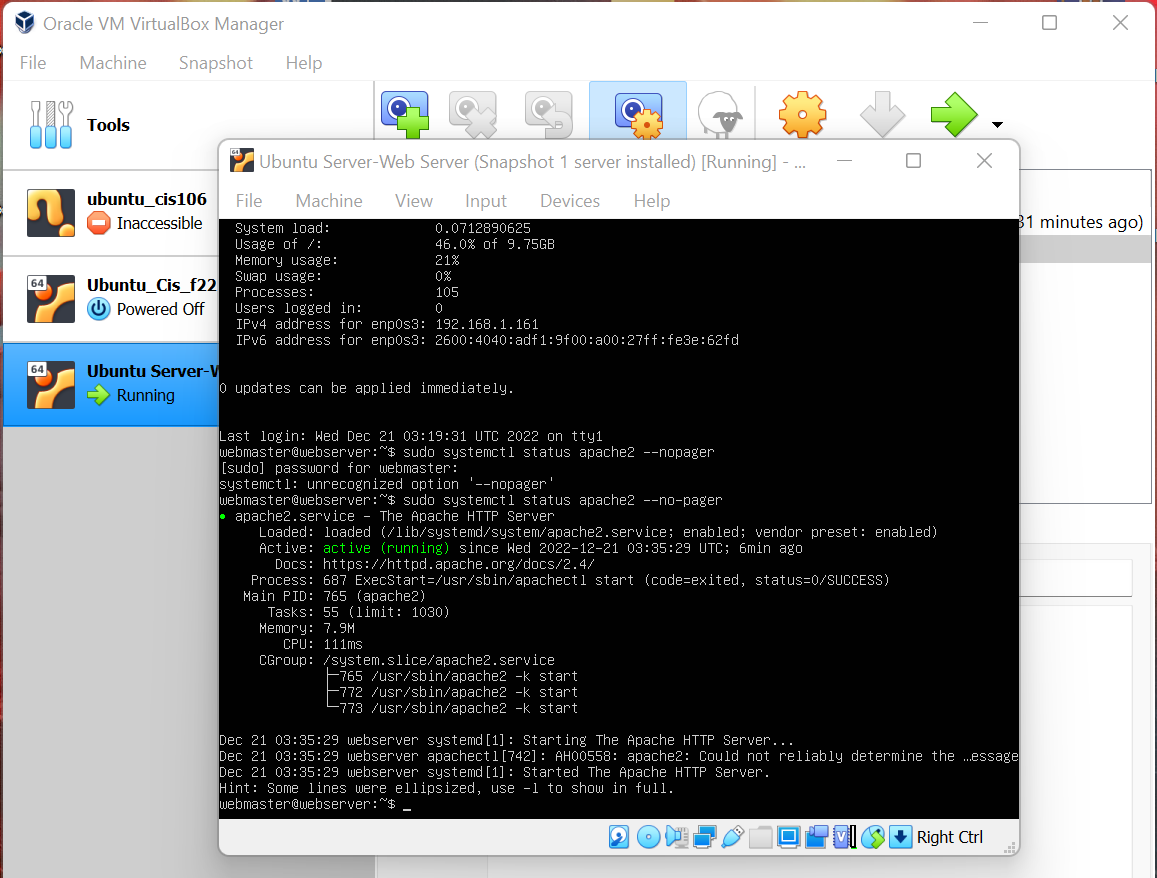 Oracle VM VirtualBox Manager
File Machine Snapshot Help
Tools
ubuntu_cis106
Inaccessible
64
Ubuntu_Cis_f22
Powered Off
64
Ubuntu Server-W
Running
31 minutes ago)
64
Ubuntu Server-Web Server (Snapshot 1 server installed) [Running] - ...
File Machine View Input Devices Help
System load: 0.0712890625
Usage of /: 46.0% of 9.75GB
Memory usage: 21%
Swap usage: 0%
Processes: 105
Users logged in: 0
IPv4 address for enp0s3: 192.168.1.161
IPv6 address for enp0s3: 2600:4040:adf1:9f00:a00:27ff:fe3e:62fd
0 updates can be applied immediately.
Last login: Wed Dec 21 03:19:31 UTC 2022 on tty1
webmaster@webserver:~$ sudo systemctl status apache2 --nopager
[sudo] password for webmaster:
systemctl: unrecognized option '--nopager'
webmaster@webserver:~$ sudo systemctl status apache2 --no-pager
● apache2.service - The Apache HTTP Server
Loaded: loaded (/lib/systemd/system/apache2.service; enabled; vendor preset: enabled)
Active: active (running) since Wed 2022-12-21 03:35:29 UTC; 6min ago
Docs: https://httpd.apache.org/docs/2.4/
Process: 687 ExecStart=/usr/sbin/apachectl start (code=exited, status=0/SUCCESS)
Main PID: 765 (apache2)
Tasks: 55 (limit: 1030)
Memory: 7.9M
CPU: 111ms
CGroup: /system.slice/apache2.service
├─765 /usr/sbin/apache2 -k start
├─772 /usr/sbin/apache2 -k start
└─773 /usr/sbin/apache2 -k start
Dec 21 03:35:29 webserver systemd[1]: Starting The Apache HTTP Server...
Dec 21 03:35:29 webserver apachectl[742]: AH00558: apache2: Could not reliably determine the …essage
Dec 21 03:35:29 webserver systemd[1]: Started The Apache HTTP Server.
Hint: Some lines were ellipsized, use -l to show in full.
webmaster@webserver:~$ _
Right Ctrl